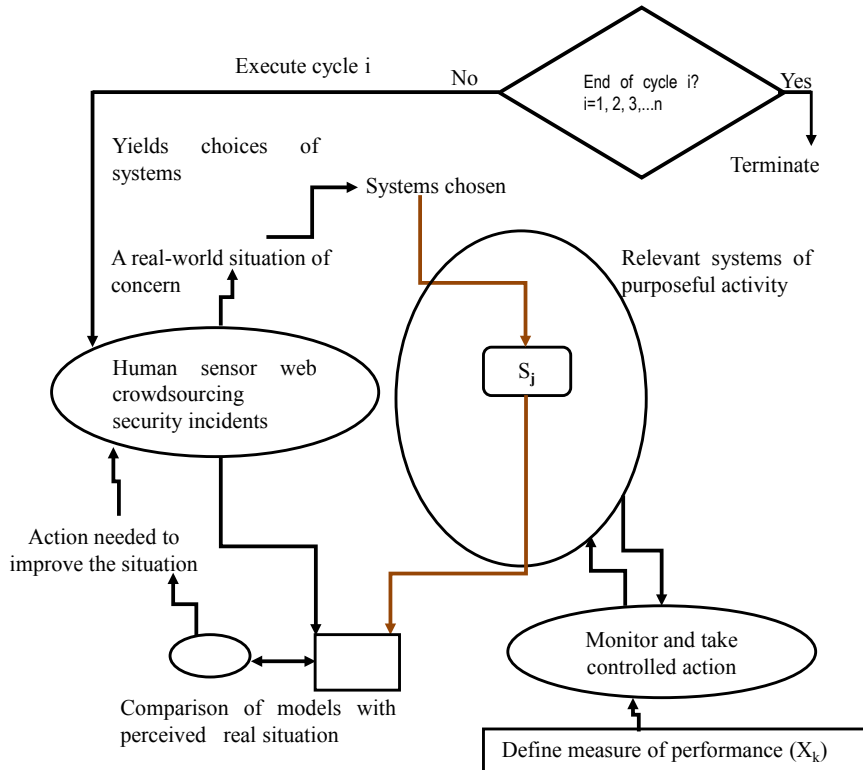 Execute cycle i
No
End of cycle i?
i=1, 2, 3,...n
Yes
Terminate
Yields choices of
systems
Systems chosen
A real-world situation of
concern
Relevant systems of
purposeful activity
Human sensor web
crowdsourcing
security incidents
Sj
Action needed to
improve the situation
Monitor and take
controlled action
Comparison of models with
perceived real situation
Define measure of performance (Xk)